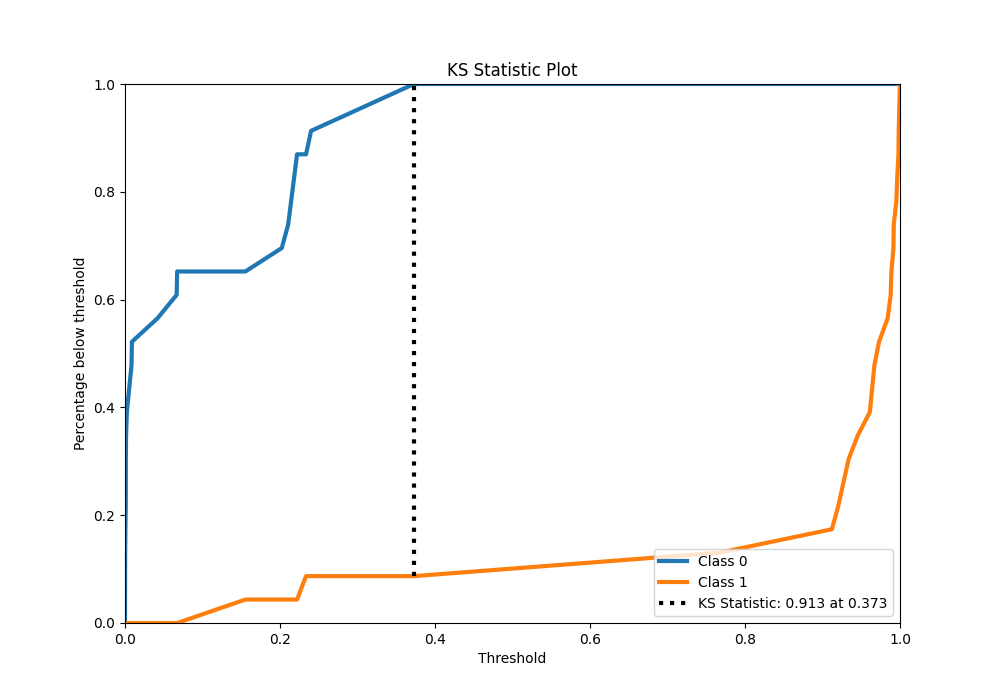 KS Statistic Plot
1.0
0.8
0.6
0.4
0.2
0.0
Percentage below threshold
0.0 0.2 0.4 0.6 0.8 1.0
Threshold
Class 0
Class 1
KS Statistic: 0.913 at 0.373